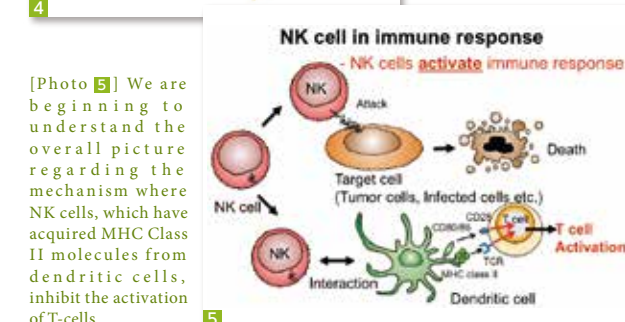 4
[Photo 5] We are
beginning to
understand the
overall picture
regarding the
mechanism where
NK cells, which have
acquired MHC Class
II molecules from
dendritic cells,
inhibit the activation
of T-cells
5
NK cell in immune response
- NK cells activate immune response
NK
Attack
Death
Target cell
(Tumor cells, Infected cells etc.)
NK cell
CD28
T cell
CD80/86
T cell
Activation
TCR
MHC class II
NK
Interaction
Dendritic cell